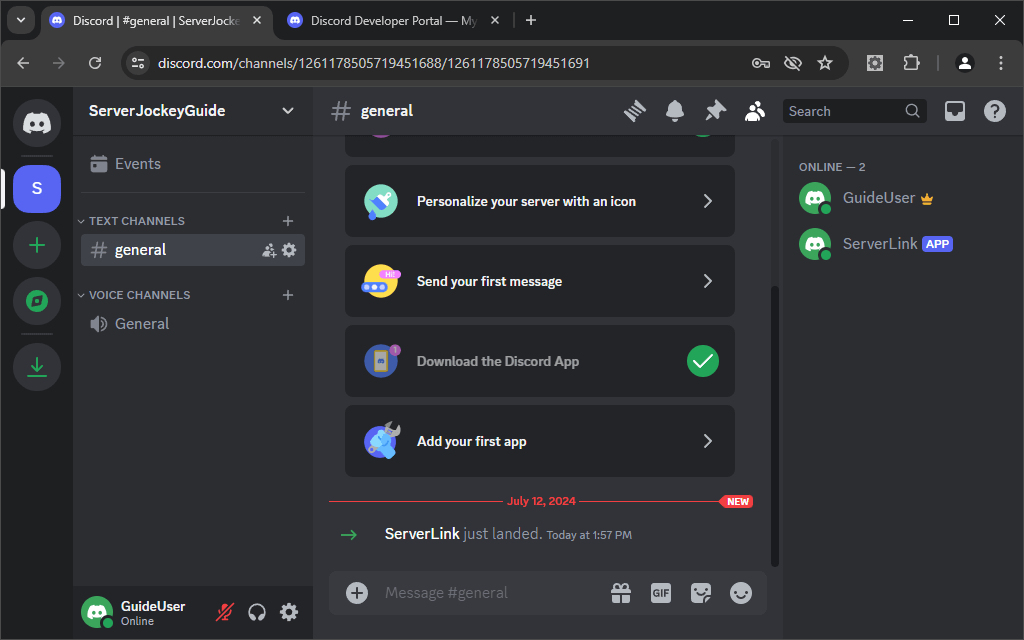 Discord | #general | ServerJocke
Discord Developer Portal — My
discord.com/channels/1261178505719451688/1261178505719451691
S
ServerJockeyGuide
general
Search
Events
TEXT CHANNELS
general
VOICE CHANNELS
General
Personalize your server with an icon
Hi!
Send your first message
1
Download the Discord App
Add your first app
July 12, 2024
NEW
ServerLink just landed. Today at 1:57 PM
Message #general
GIF
ONLINE — 2
GuideUser
ServerLink APP
GuideUser
Online